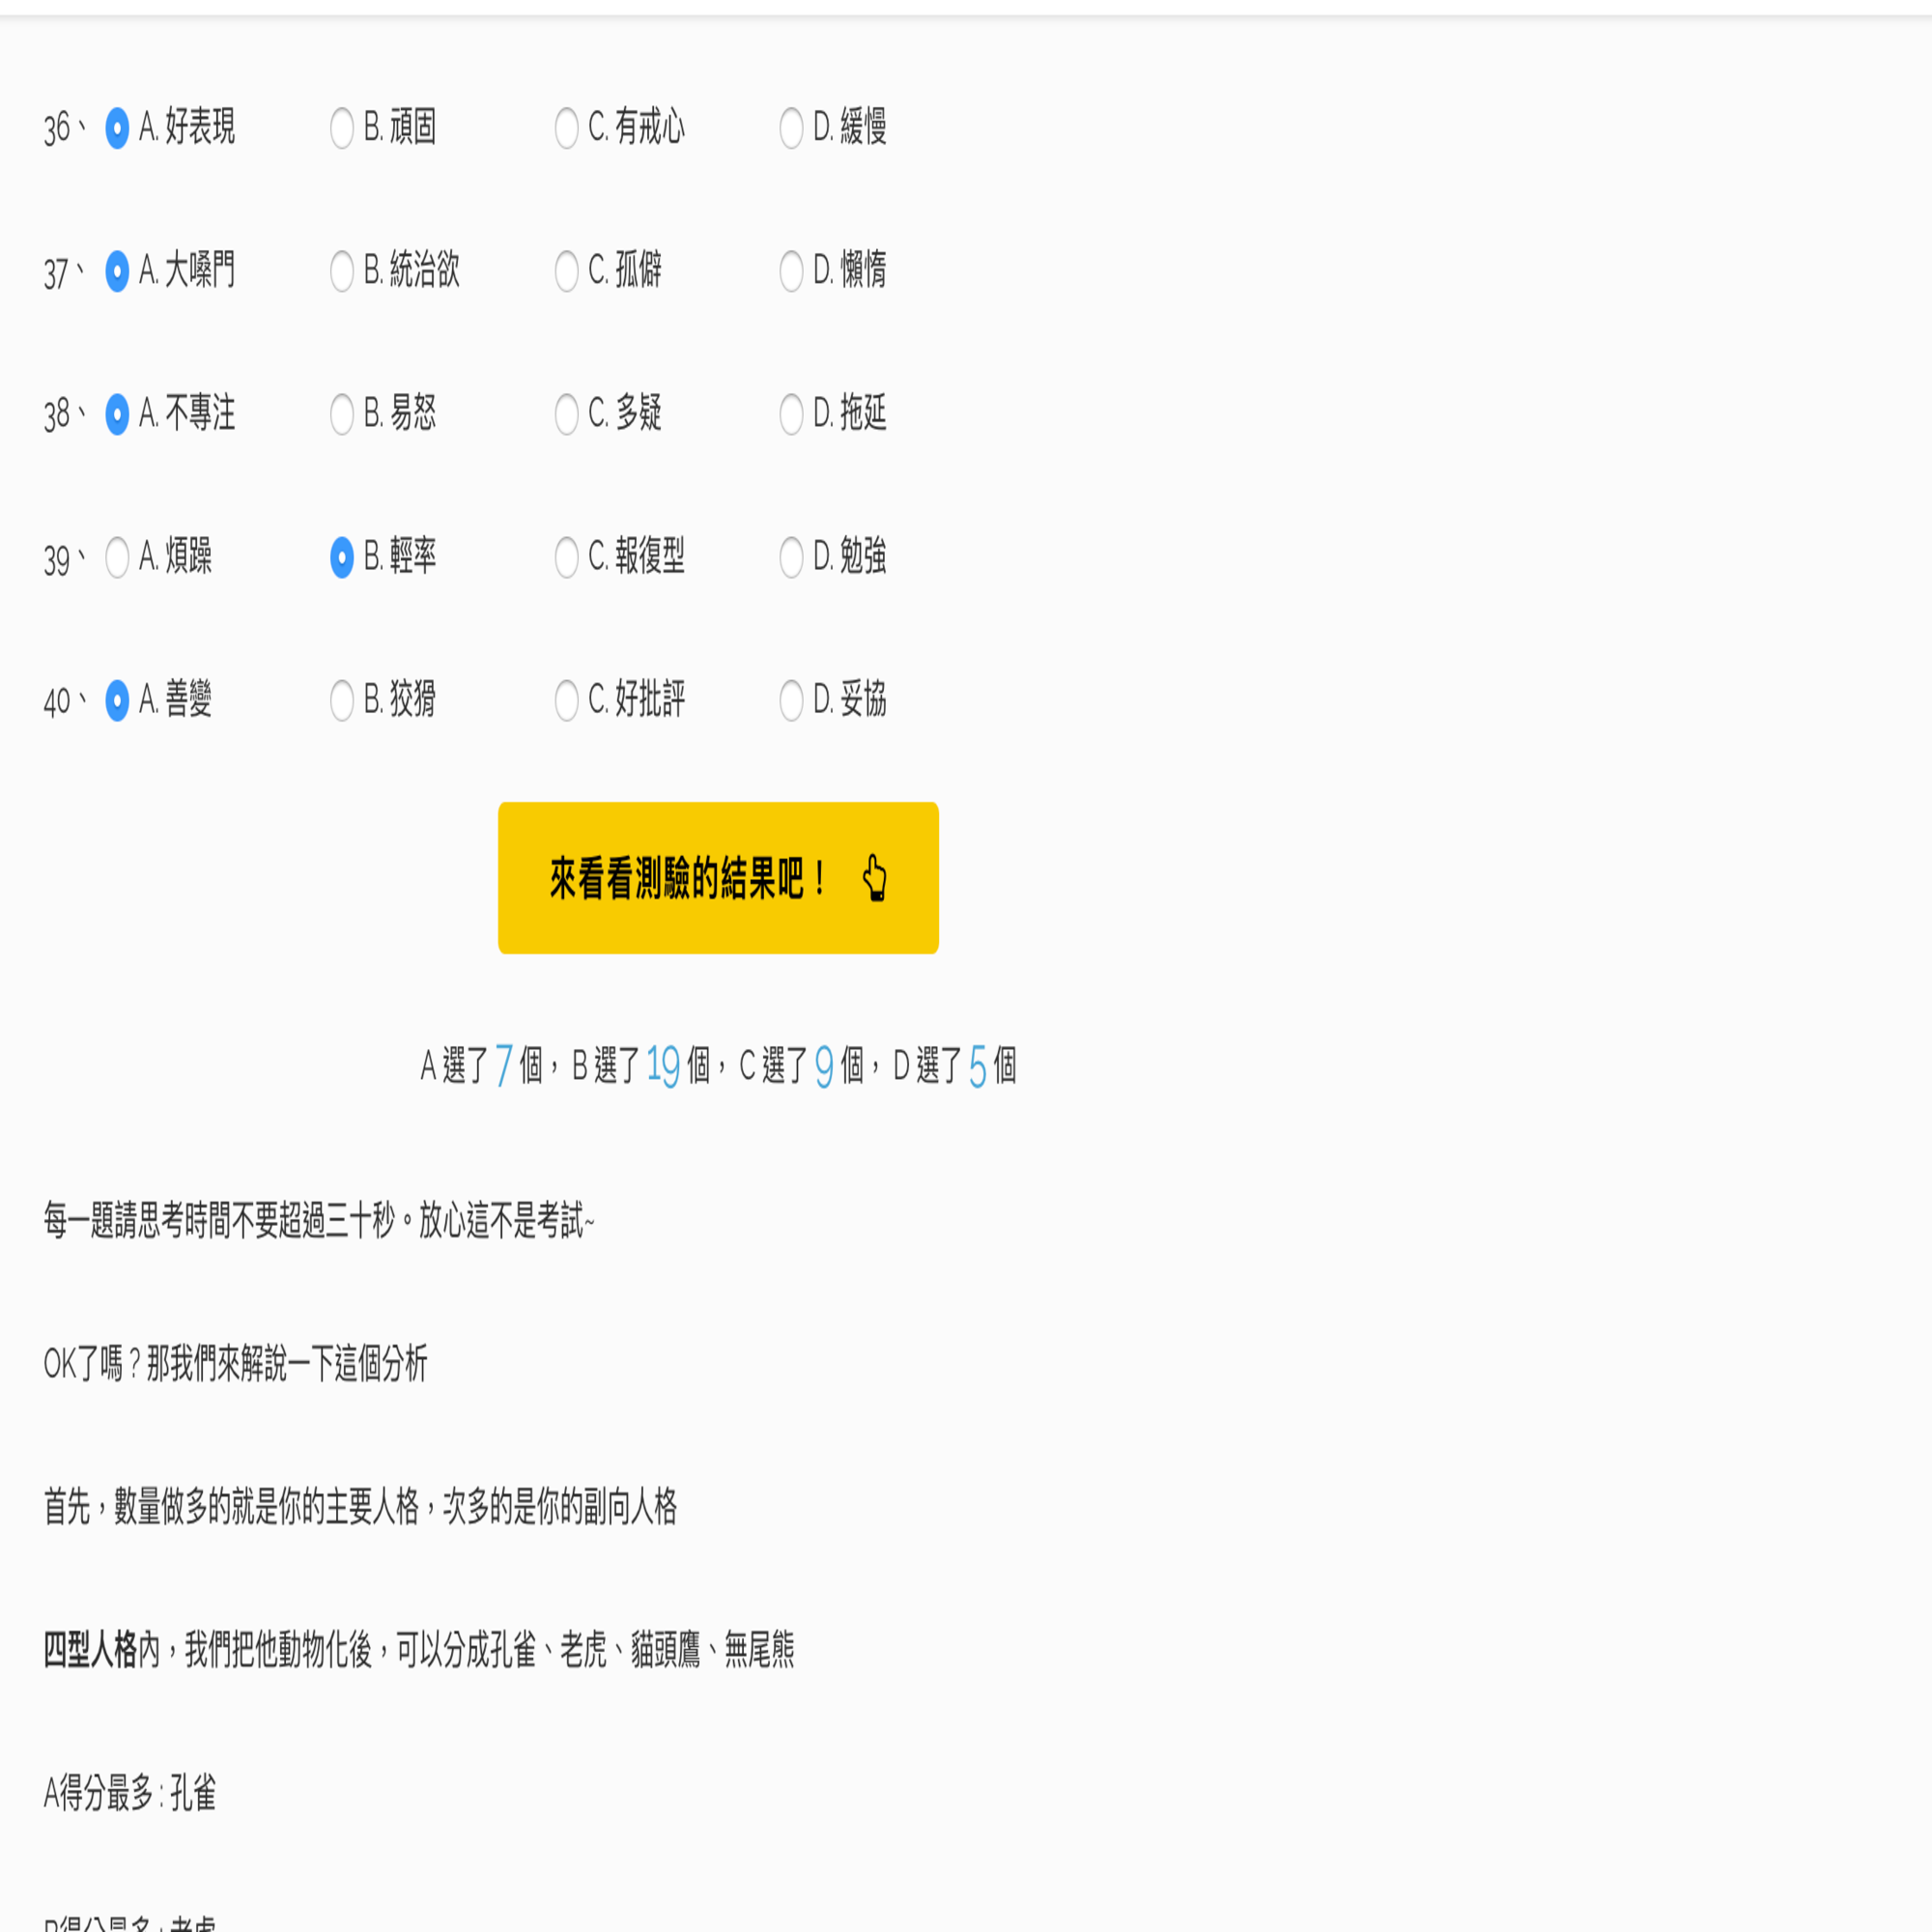 36、 A. 好表現 B. 頑固 C. 有戒心 D. 緩慢
37、 A. 大嗓門 B. 統治欲 C. 孤僻 D. 懶惰
38、 A. 不專注 B. 易怒 C. 多疑 D. 拖延
39、 A. 煩躁 B. 輕率 C. 報復型 D. 勉強
40、 A. 善變 B. 狡猾 C. 好批評 D. 妥協
來看看測驗的結果吧！
A 選了 7 個， B 選了 19 個， C 選了 9 個， D 選了 5 個
每一題請思考時間不要超過三十秒。放心這不是考試~
OK了嗎？那我們來解說一下這個分析
首先，數量做多的就是你的主要人格，次多的是你的副向人格
四型人格內，我們把他動物化後，可以分成孔雀、老虎、貓頭鷹、無尾熊
A得分最多 : 孔雀
B得分最多 : 老虎